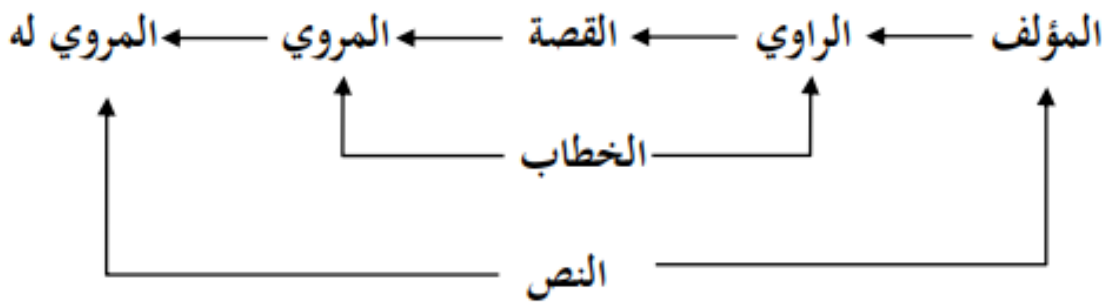 المؤلف الراوي القصة المروي المروي له
الخطاب
النص